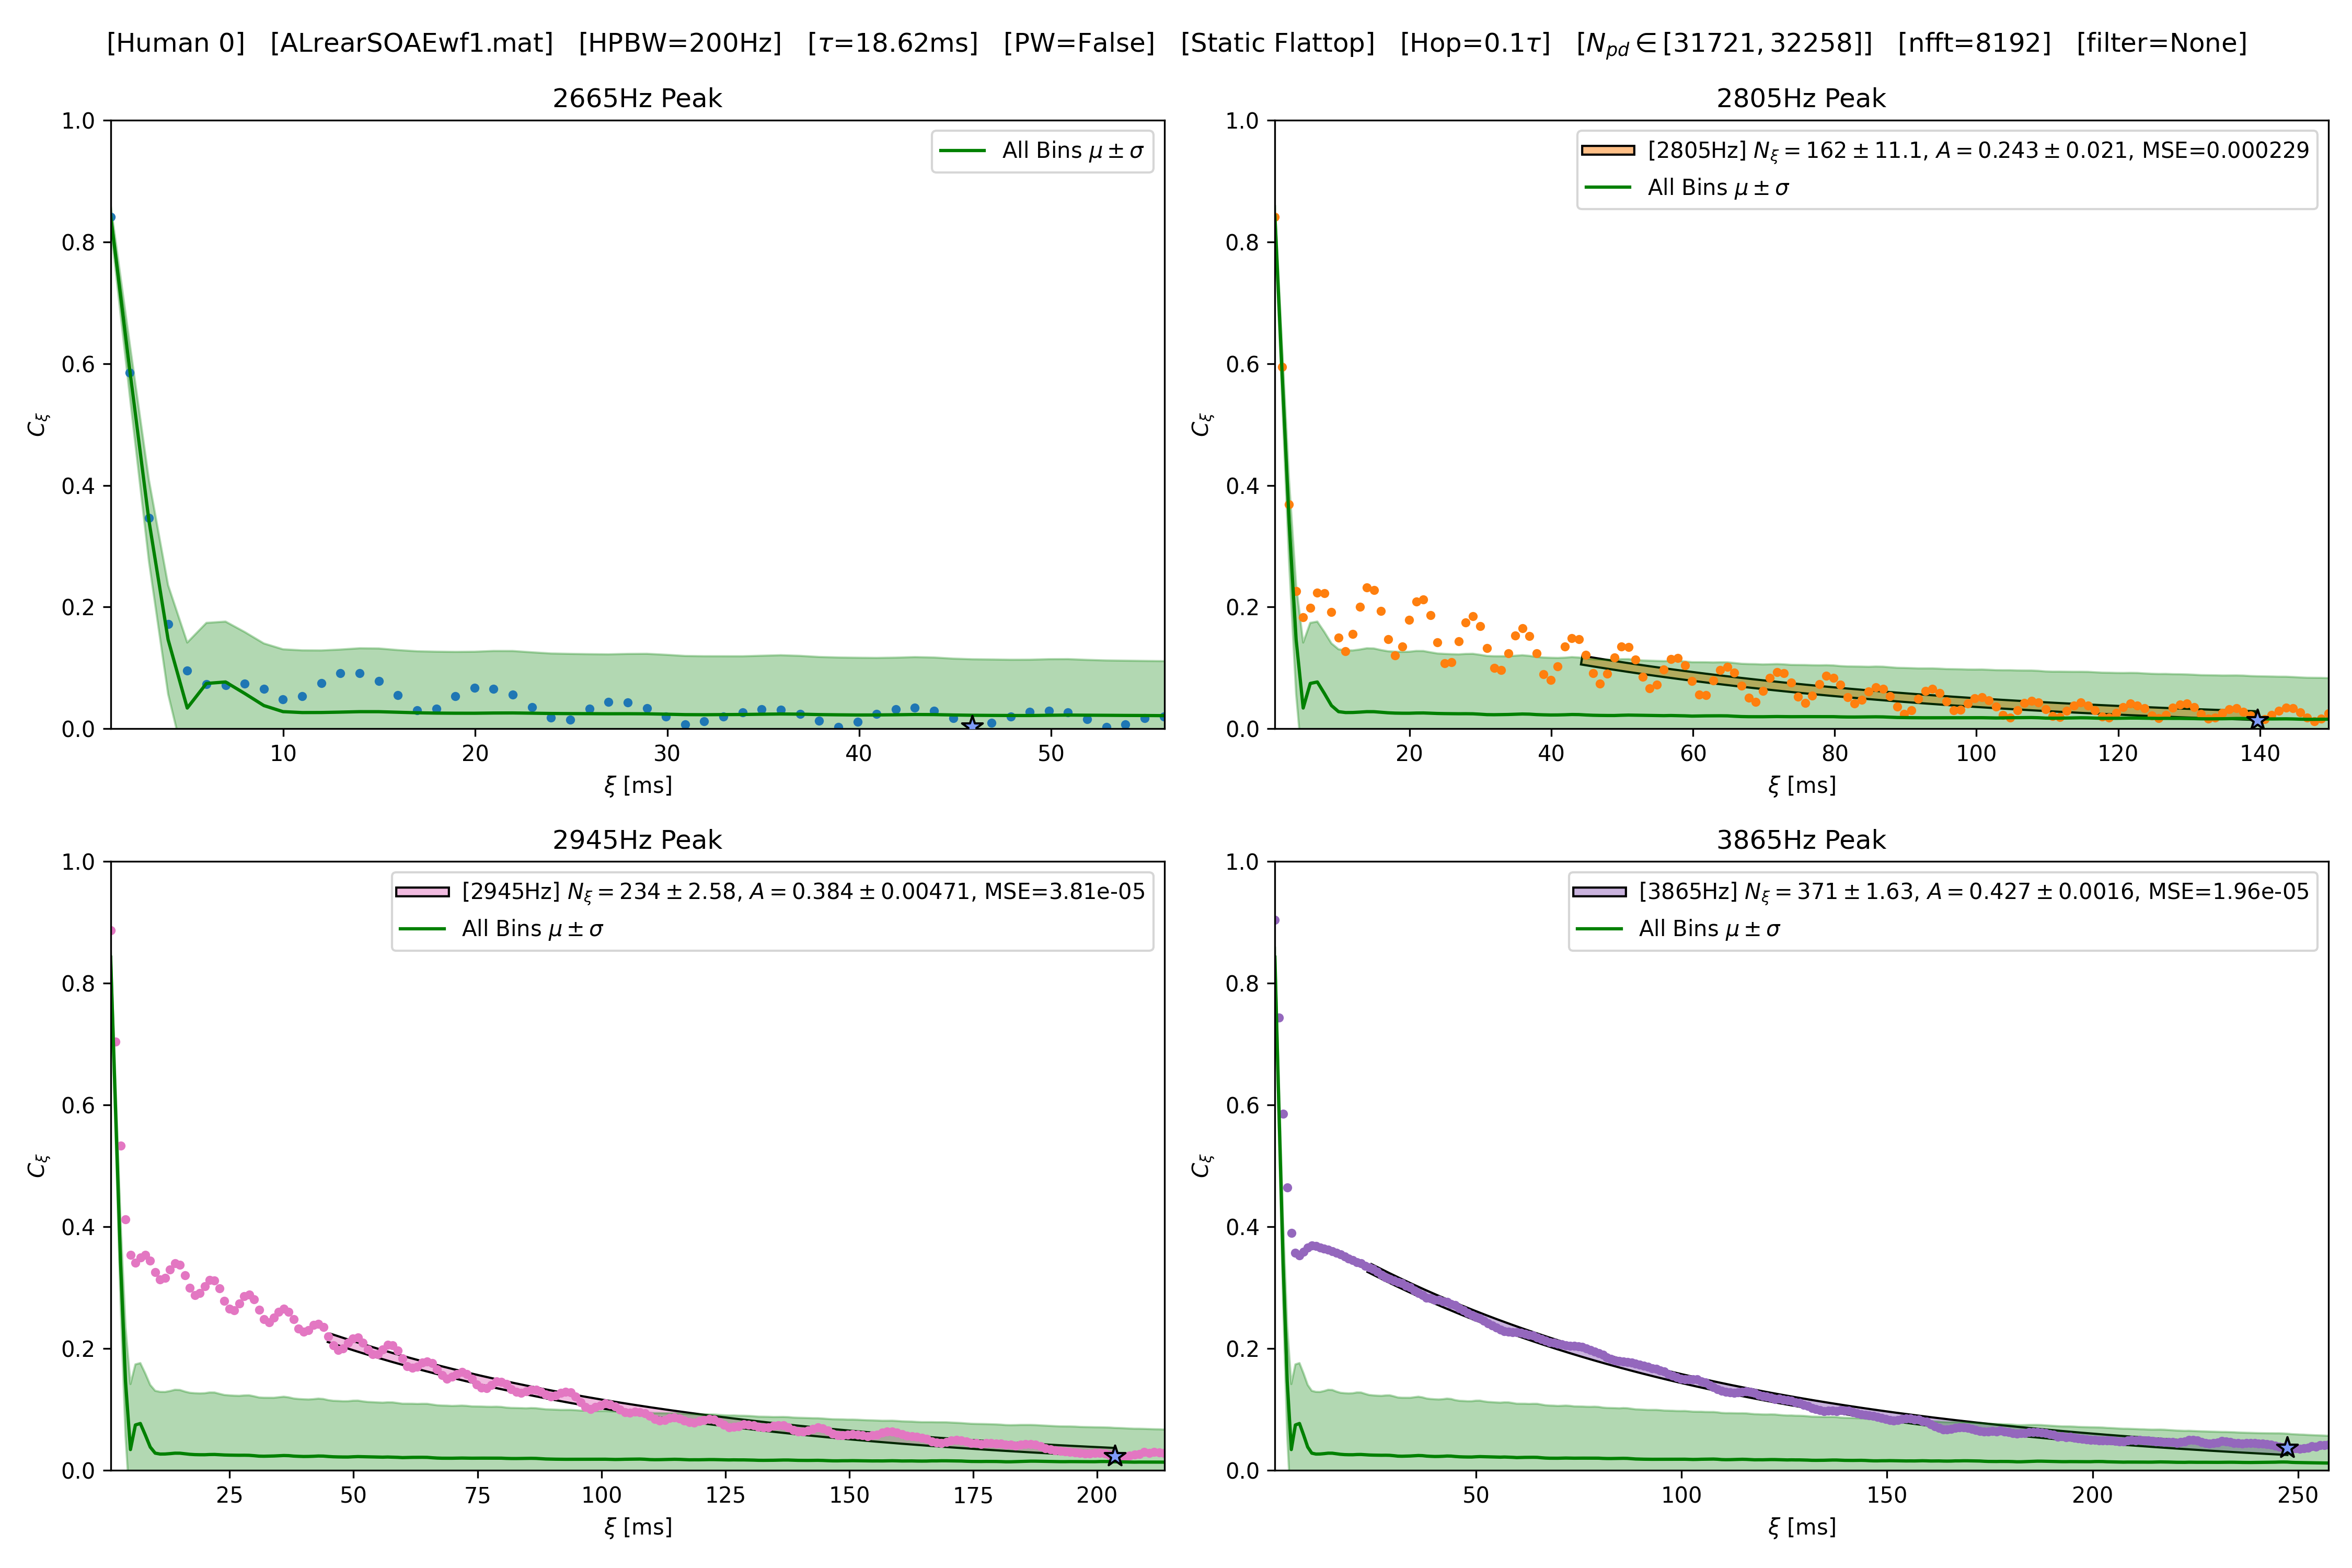 [Human 0] [ALrearSOAEwf1.mat] [HPBW=200Hz] [τ=18.62ms] [PW=False] [Static Flattop] [Hop=0.1τ] [N_pd ∈ [31721, 32258]] [nfft=8192] [filter=None]
2665Hz Peak
1.0
0.8
0.6
0.4
0.2
0.0
C_ξ
All Bins μ ± σ
10 20 30 40 50
ξ [ms]
2805Hz Peak
1.0
0.8
0.6
0.4
0.2
0.0
C_ξ
[2805Hz] N_ξ = 162 ± 11.1, A = 0.243 ± 0.021, MSE=0.000229
All Bins μ ± σ
20 40 60 80 100 120 140
ξ [ms]
2945Hz Peak
1.0
0.8
0.6
0.4
0.2
0.0
C_ξ
[2945Hz] N_ξ = 234 ± 2.58, A = 0.384 ± 0.00471, MSE=3.81e-05
All Bins μ ± σ
25 50 75 100 125 150 175 200
ξ [ms]
3865Hz Peak
1.0
0.8
0.6
0.4
0.2
0.0
C_ξ
[3865Hz] N_ξ = 371 ± 1.63, A = 0.427 ± 0.0016, MSE=1.96e-05
All Bins μ ± σ
50 100 150 200 250
ξ [ms]